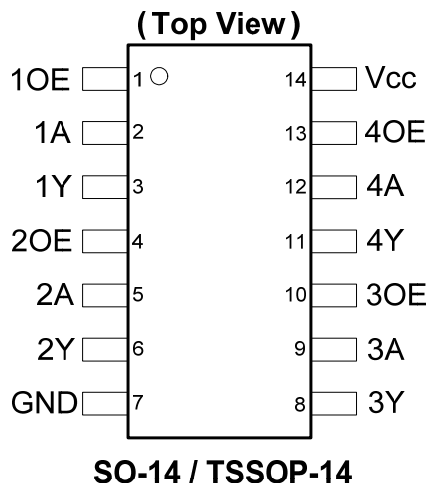 (Top View)
1OE 1 14 Vcc
1A 2 13 4OE
1Y 3 12 4A
2OE 4 11 4Y
2A 5 10 3OE
2Y 6 9 3A
GND 7 8 3Y
SO-14 / TSSOP-14